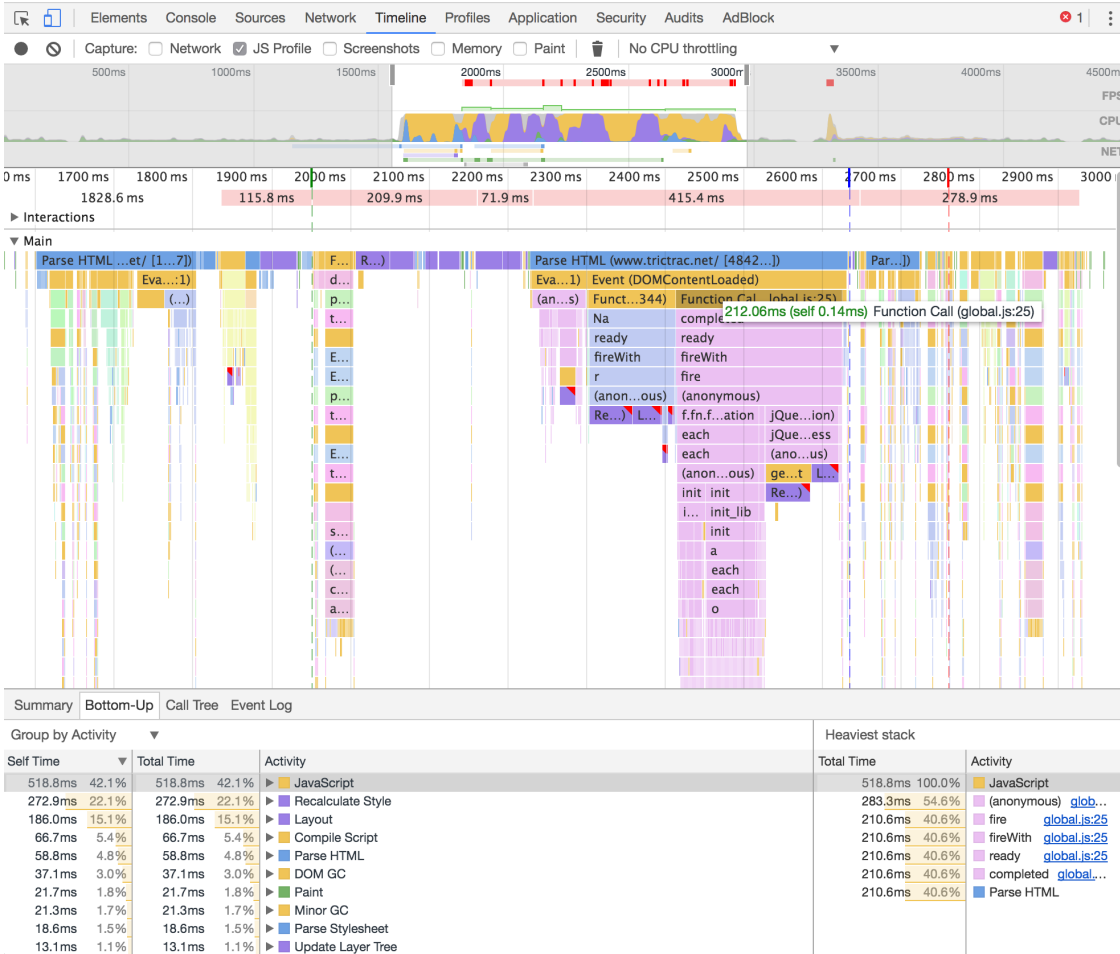 Elements Console Sources Network Timeline Profiles Application Security Audits AdBlock 1
Capture: Network JS Profile Screenshots Memory Paint No CPU throttling ▼
500ms 1000ms 1500ms 2000ms 2500ms 3000m 3500ms 4000ms 4500m
FPS
CPU
NET
0 ms 1700 ms 1800 ms 1900 ms 2000 ms 2100 ms 2200 ms 2300 ms 2400 ms 2500 ms 2600 ms 2700 ms 2800 ms 2900 ms 3000
1828.6 ms 115.8 ms 209.9 ms 71.9 ms 415.4 ms 278.9 ms
▶ Interactions
▼ Main
Parse HTML ...et/ [1...7]) F... R...) Parse HTML (www.trictrac.net/ [4842...]) Par...])
Eva...:1) d... Eva...1) Event (DOMContentLoaded)
(...) p... (an...s) Funct...344) Function Cal...lobal.js:25)
212.06ms (self 0.14ms) Function Call (global.js:25)
t... Na
ready ready
E... fireWith fireWith
E... r fire
p... (anon...ous) (anonymous)
t... Re...) L... f.fn.f...ation jQue...ion)
each jQue...ess
E... each (ano...us)
t... (anon...ous) ge...t L...
init init Re...)
i... init_lib
s... init
(... a
(... each
c... each
a... o
Summary Bottom-Up Call Tree Event Log
Group by Activity ▼ Heaviest stack
Self Time ▼ Total Time Activity Total Time Activity
518.8ms 42.1% 518.8ms 42.1% ▶ JavaScript 518.8ms 100.0% JavaScript
272.9ms 22.1% 272.9ms 22.1% ▶ Recalculate Style 283.3ms 54.6% (anonymous) glob...
186.0ms 15.1% 186.0ms 15.1% ▶ Layout 210.6ms 40.6% fire global.js:25
66.7ms 5.4% 66.7ms 5.4% ▶ Compile Script 210.6ms 40.6% fireWith global.js:25
58.8ms 4.8% 58.8ms 4.8% ▶ Parse HTML 210.6ms 40.6% ready global.js:25
37.1ms 3.0% 37.1ms 3.0% ▶ DOM GC 210.6ms 40.6% completed global....
21.7ms 1.8% 21.7ms 1.8% ▶ Paint 210.6ms 40.6% Parse HTML
21.3ms 1.7% 21.3ms 1.7% ▶ Minor GC
18.6ms 1.5% 18.6ms 1.5% ▶ Parse Stylesheet
13.1ms 1.1% 13.1ms 1.1% ▶ Update Layer Tree